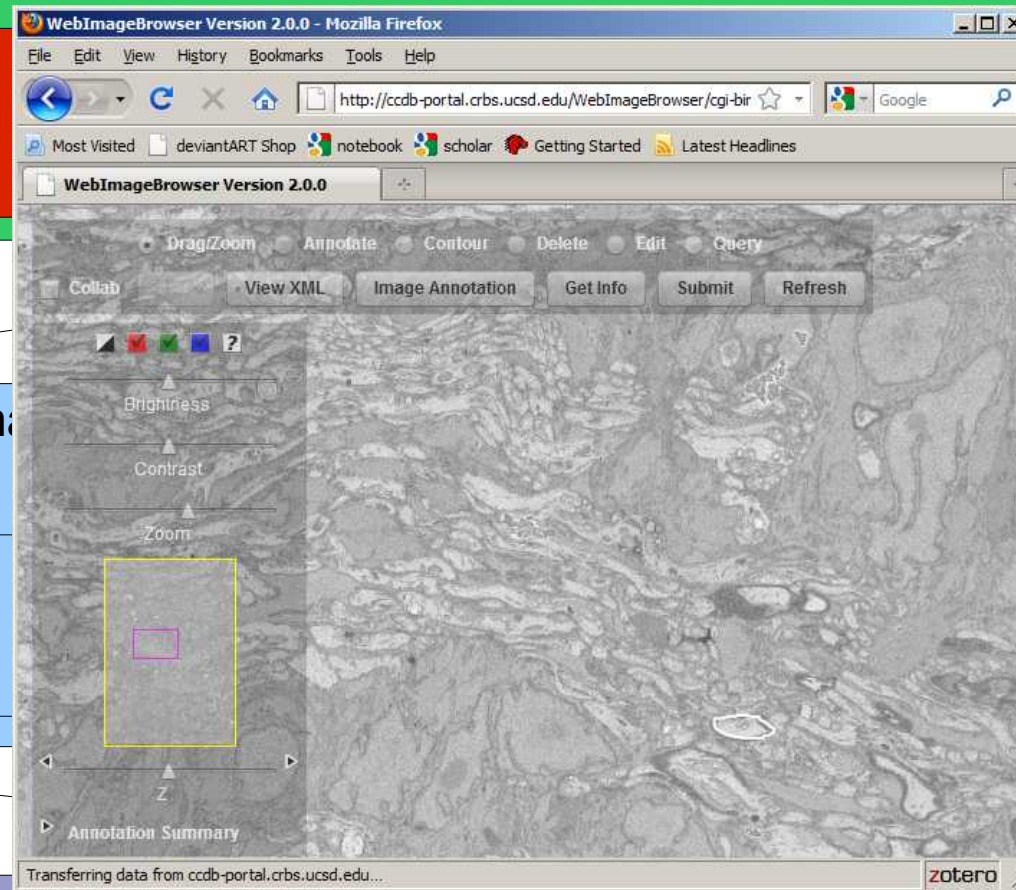 WebImageBrowser Version 2.0.0 - Mozilla Firefox
File Edit View History Bookmarks Tools Help
http://ccdb-portal.crbs.ucsd.edu/WebImageBrowser/cgi-bir Google
Most Visited deviantART Shop notebook scholar Getting Started Latest Headlines
WebImageBrowser Version 2.0.0
Drag/Zoom Annotate Contour Delete Edit Query
Collab View XML Image Annotation Get Info Submit Refresh
?
Brightness
Contrast
Zoom
Z
Annotation Summary
Transferring data from ccdb-portal.crbs.ucsd.edu... zotero